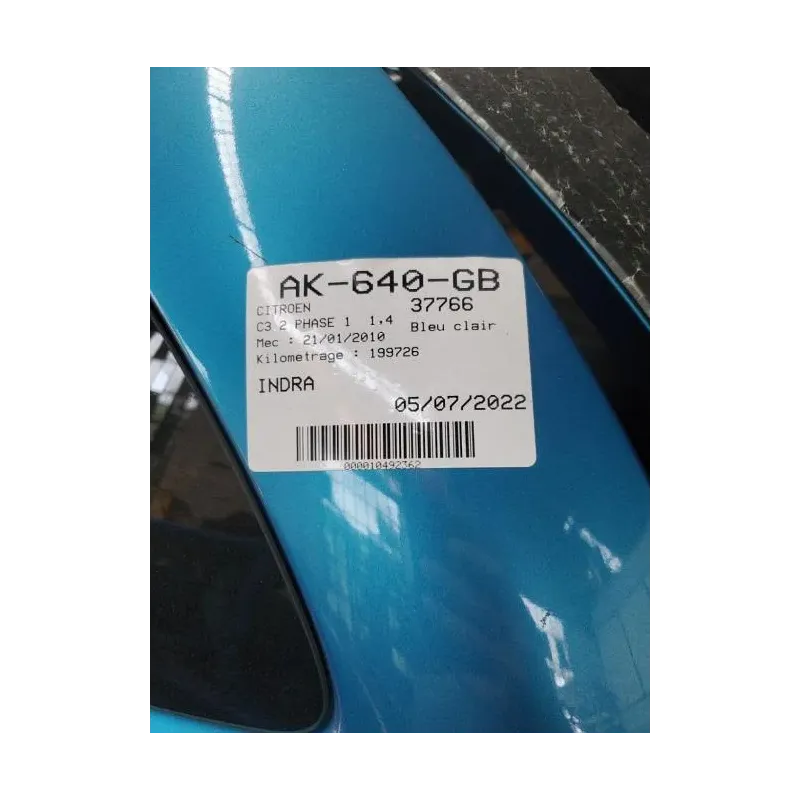 AK-640-GB
CITROEN 37766
C3 2 PHASE 1 1.4 Bleu clair
Mec : 21/01/2010
Kilometrage : 199726
INDRA
05/07/2022
000010492362